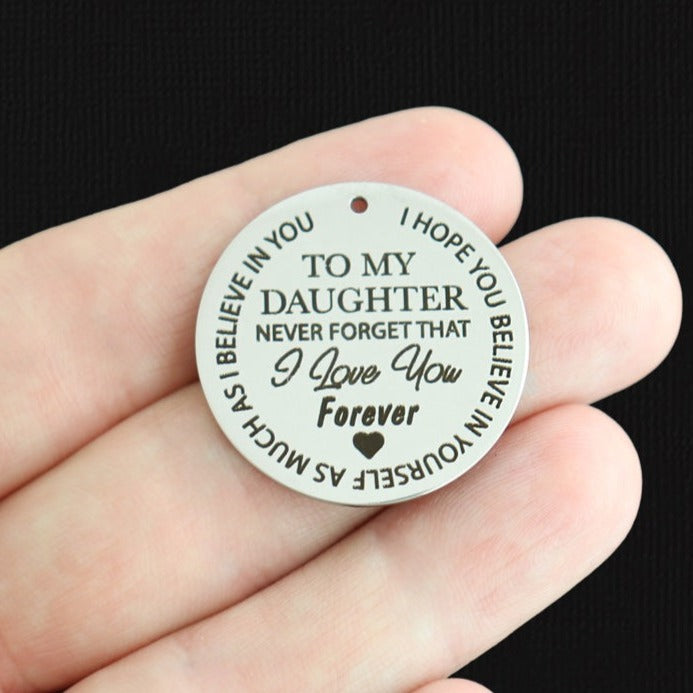 I HOPE YOU BELIEVE IN YOURSELF AS MUCH AS I BELIEVE IN YOU
TO MY
DAUGHTER
NEVER FORGET THAT
I Love You
Forever